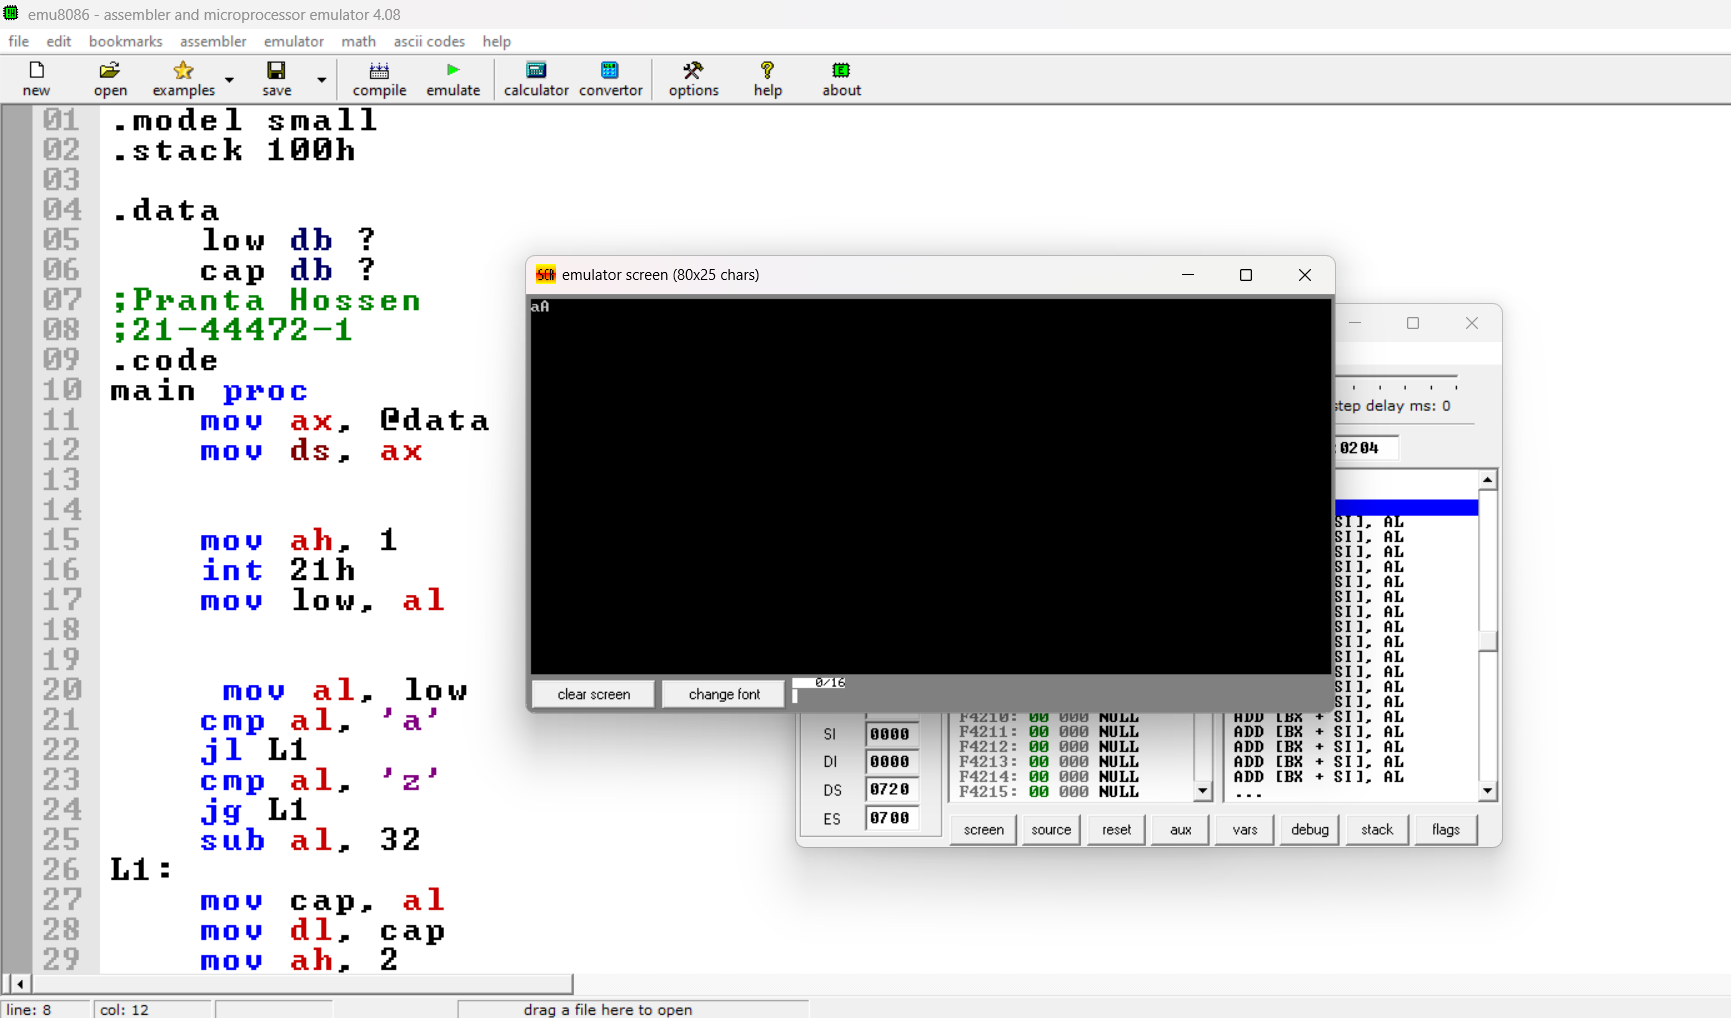 emu8086 - assembler and microprocessor emulator 4.08
file edit bookmarks assembler emulator math ascii codes help
new open examples save compile emulate calculator convertor options help about
01 .model small
02 .stack 100h
03
04 .data
05 low db ?
06 cap db ?
07 ;Pranta Hossen
08 ;21-44472-1
09 .code
10 main proc
11 mov ax, @data
12 mov ds, ax
13
14
15 mov ah, 1
16 int 21h
17 mov low, al
18
19
20 mov al, low
21 cmp al, 'a'
22 jl L1
23 cmp al, 'z'
24 jg L1
25 sub al, 32
26 L1:
27 mov cap, al
28 mov dl, cap
29 mov ah, 2
SCR emulator screen (80x25 chars)
aA
clear screen change font 0/16
step delay ms: 0
:0204
SI], AL
SI], AL
SI], AL
SI], AL
SI], AL
SI], AL
SI], AL
SI], AL
SI], AL
SI], AL
SI], AL
SI], AL
SI], AL
F4210: 00 000 NULL ADD [BX + SI], AL
SI 0000 F4211: 00 000 NULL ADD [BX + SI], AL
F4212: 00 000 NULL ADD [BX + SI], AL
DI 0000 F4213: 00 000 NULL ADD [BX + SI], AL
F4214: 00 000 NULL ADD [BX + SI], AL
DS 0720 F4215: 00 000 NULL ...
ES 0700
screen source reset aux vars debug stack flags
line: 8 col: 12 drag a file here to open